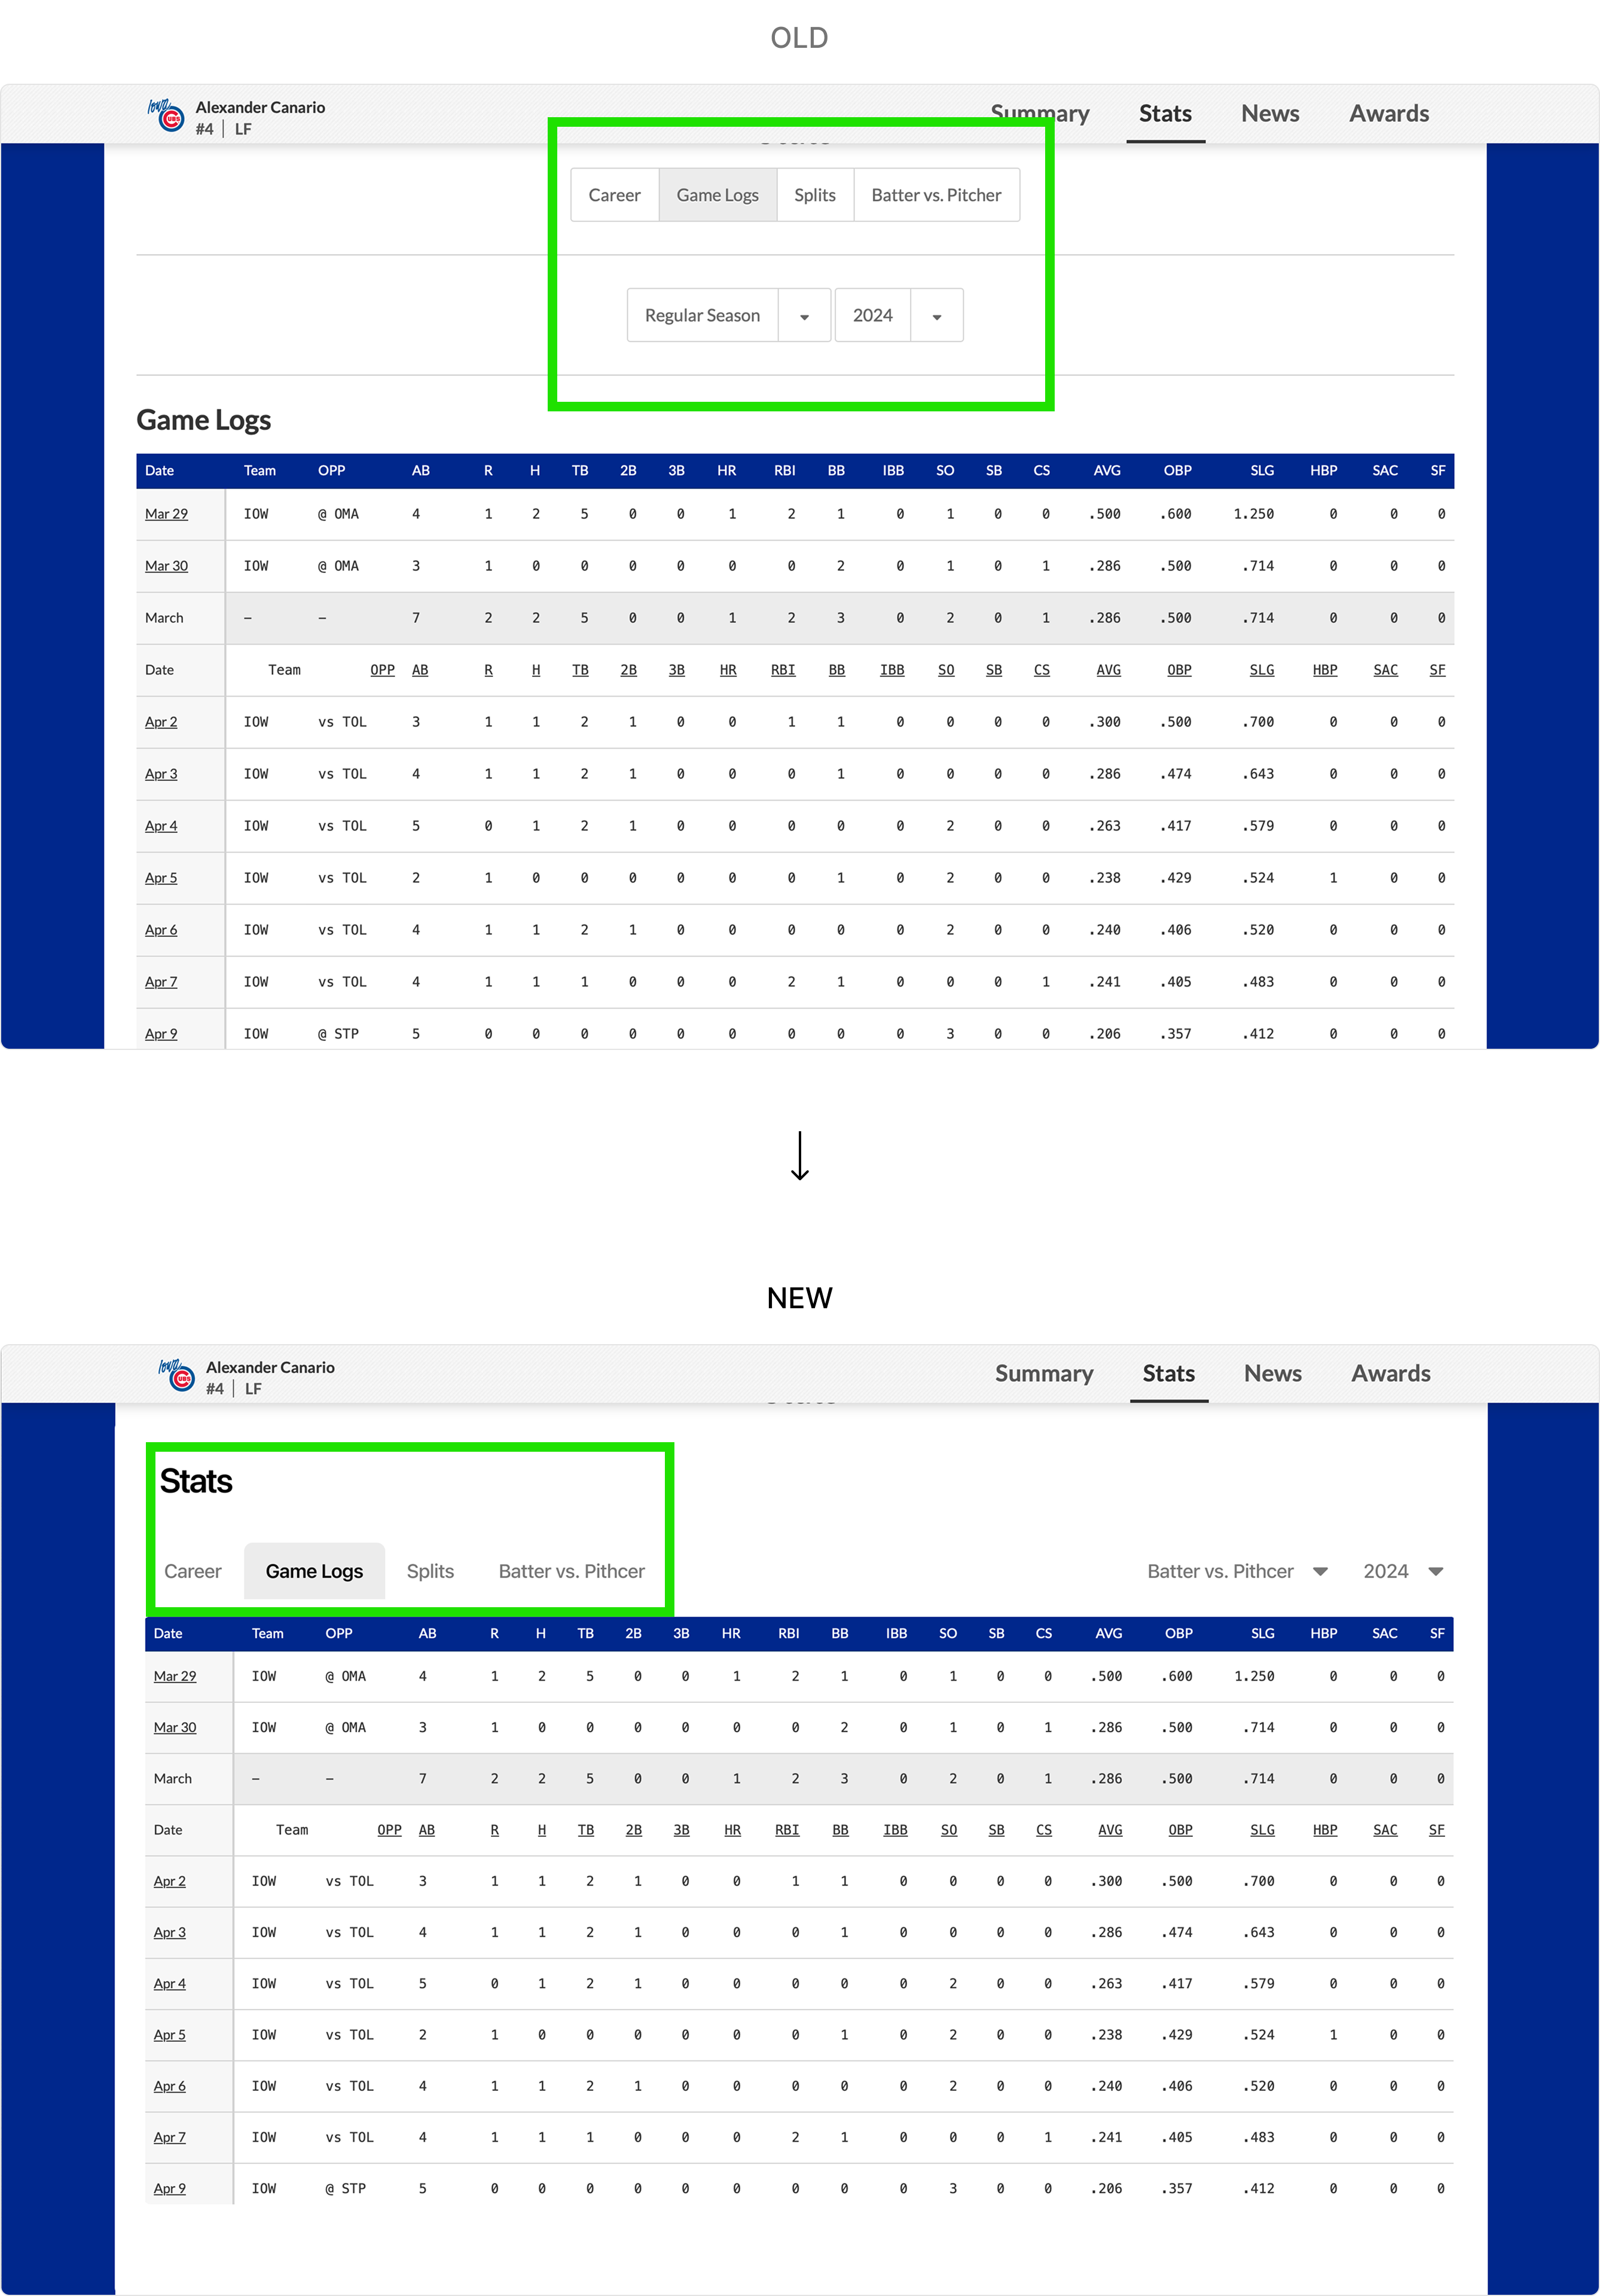 OLD
Iowa CUBS
Alexander Canario
#4 | LF
Summary Stats News Awards
Career Game Logs Splits Batter vs. Pitcher
Regular Season 2024
Game Logs
Date Team OPP AB R H TB 2B 3B HR RBI BB IBB SO SB CS AVG OBP SLG HBP SAC SF
Mar 29 IOW @ OMA 4 1 2 5 0 0 1 2 1 0 1 0 0 .500 .600 1.250 0 0 0
Mar 30 IOW @ OMA 3 1 0 0 0 0 0 0 2 0 1 0 1 .286 .500 .714 0 0 0
March – – 7 2 2 5 0 0 1 2 3 0 2 0 1 .286 .500 .714 0 0 0
Date Team OPP AB R H TB 2B 3B HR RBI BB IBB SO SB CS AVG OBP SLG HBP SAC SF
Apr 2 IOW vs TOL 3 1 1 2 1 0 0 1 1 0 0 0 0 .300 .500 .700 0 0 0
Apr 3 IOW vs TOL 4 1 1 2 1 0 0 0 1 0 0 0 0 .286 .474 .643 0 0 0
Apr 4 IOW vs TOL 5 0 1 2 1 0 0 0 0 0 2 0 0 .263 .417 .579 0 0 0
Apr 5 IOW vs TOL 2 1 0 0 0 0 0 0 1 0 2 0 0 .238 .429 .524 1 0 0
Apr 6 IOW vs TOL 4 1 1 2 1 0 0 0 0 0 2 0 0 .240 .406 .520 0 0 0
Apr 7 IOW vs TOL 4 1 1 1 0 0 0 2 1 0 0 0 1 .241 .405 .483 0 0 0
Apr 9 IOW @ STP 5 0 0 0 0 0 0 0 0 0 3 0 0 .206 .357 .412 0 0 0
NEW
Iowa CUBS
Alexander Canario
#4 | LF
Summary Stats News Awards
Stats
Career Game Logs Splits Batter vs. Pithcer Batter vs. Pithcer 2024
Date Team OPP AB R H TB 2B 3B HR RBI BB IBB SO SB CS AVG OBP SLG HBP SAC SF
Mar 29 IOW @ OMA 4 1 2 5 0 0 1 2 1 0 1 0 0 .500 .600 1.250 0 0 0
Mar 30 IOW @ OMA 3 1 0 0 0 0 0 0 2 0 1 0 1 .286 .500 .714 0 0 0
March – – 7 2 2 5 0 0 1 2 3 0 2 0 1 .286 .500 .714 0 0 0
Date Team OPP AB R H TB 2B 3B HR RBI BB IBB SO SB CS AVG OBP SLG HBP SAC SF
Apr 2 IOW vs TOL 3 1 1 2 1 0 0 1 1 0 0 0 0 .300 .500 .700 0 0 0
Apr 3 IOW vs TOL 4 1 1 2 1 0 0 0 1 0 0 0 0 .286 .474 .643 0 0 0
Apr 4 IOW vs TOL 5 0 1 2 1 0 0 0 0 0 2 0 0 .263 .417 .579 0 0 0
Apr 5 IOW vs TOL 2 1 0 0 0 0 0 0 1 0 2 0 0 .238 .429 .524 1 0 0
Apr 6 IOW vs TOL 4 1 1 2 1 0 0 0 0 0 2 0 0 .240 .406 .520 0 0 0
Apr 7 IOW vs TOL 4 1 1 1 0 0 0 2 1 0 0 0 1 .241 .405 .483 0 0 0
Apr 9 IOW @ STP 5 0 0 0 0 0 0 0 0 0 3 0 0 .206 .357 .412 0 0 0